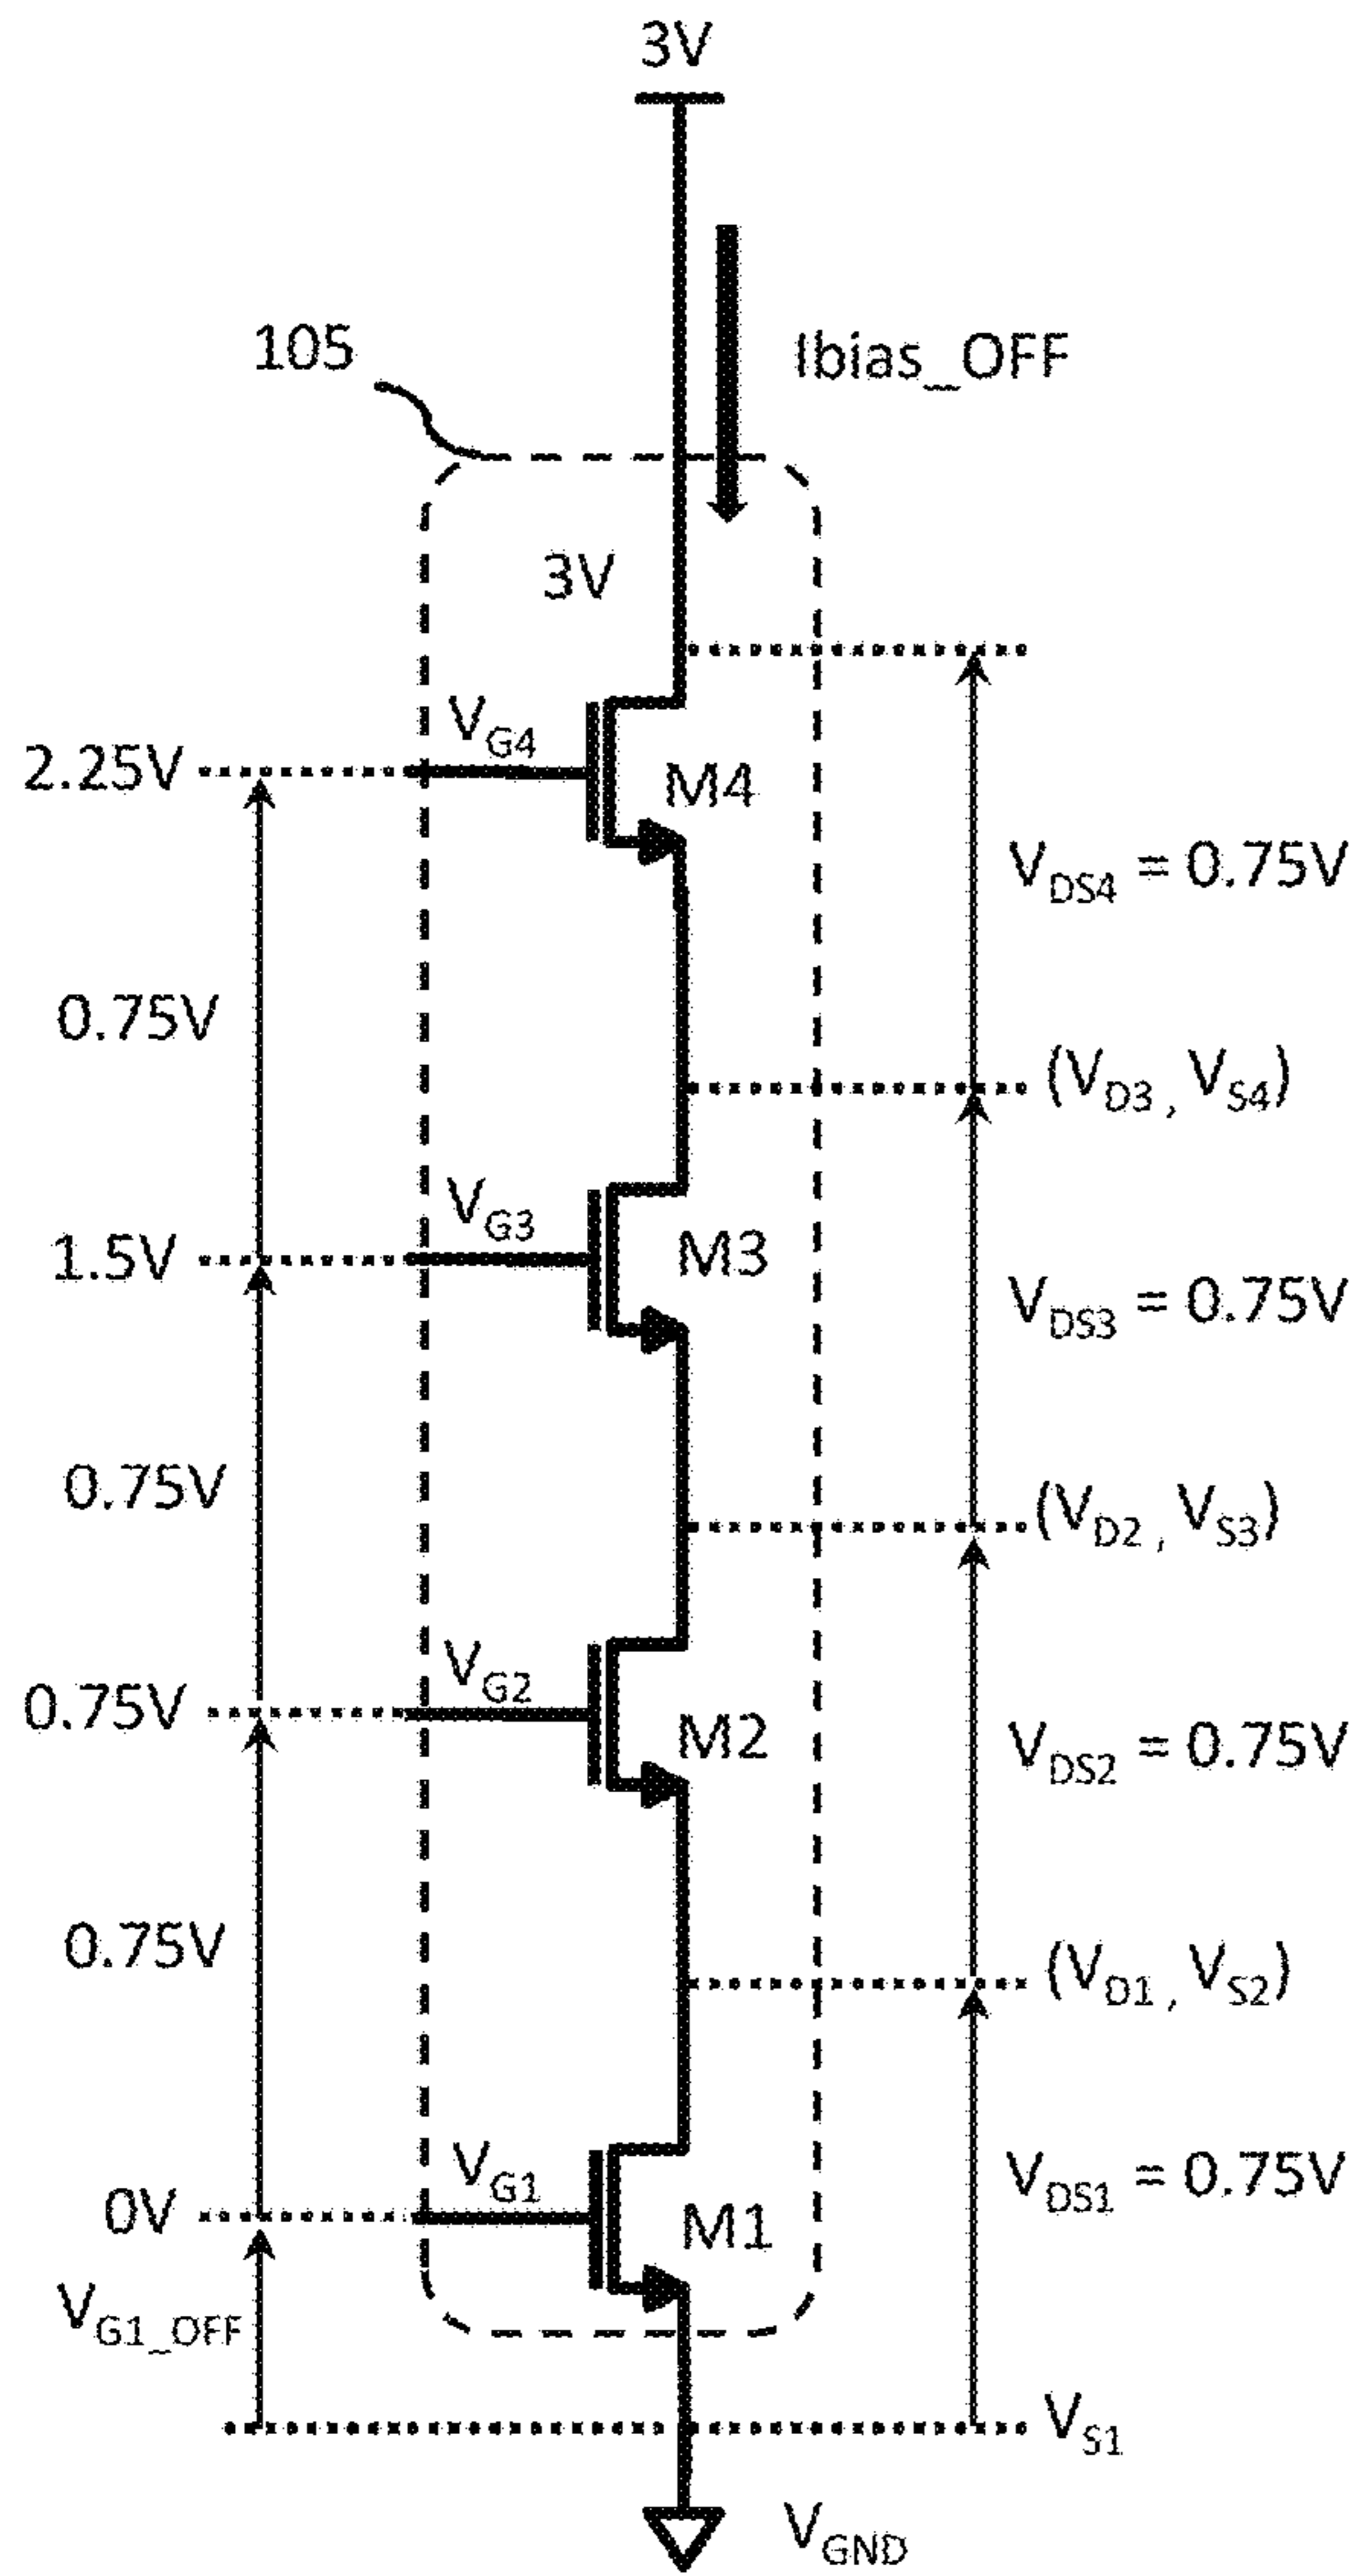 3V
105
Ibias_OFF
3V
V_G4
2.25V
M4
V_DS4 = 0.75V
0.75V
(V_D3 , V_S4)
V_G3
1.5V
M3
V_DS3 = 0.75V
0.75V
(V_D2 , V_S3)
V_G2
0.75V
M2
V_DS2 = 0.75V
0.75V
(V_D1 , V_S2)
V_G1
V_DS1 = 0.75V
0V
M1
V_G1_OFF
V_S1
V_GND